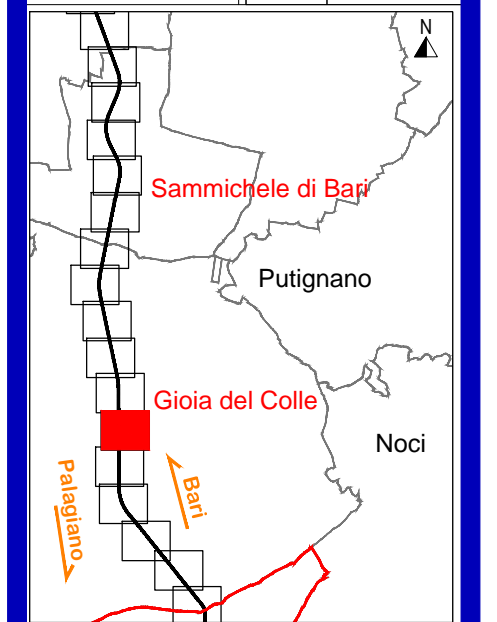 N
Sammichele di Bari
Putignano
Gioia del Colle
Noci
Bari
Palagiano